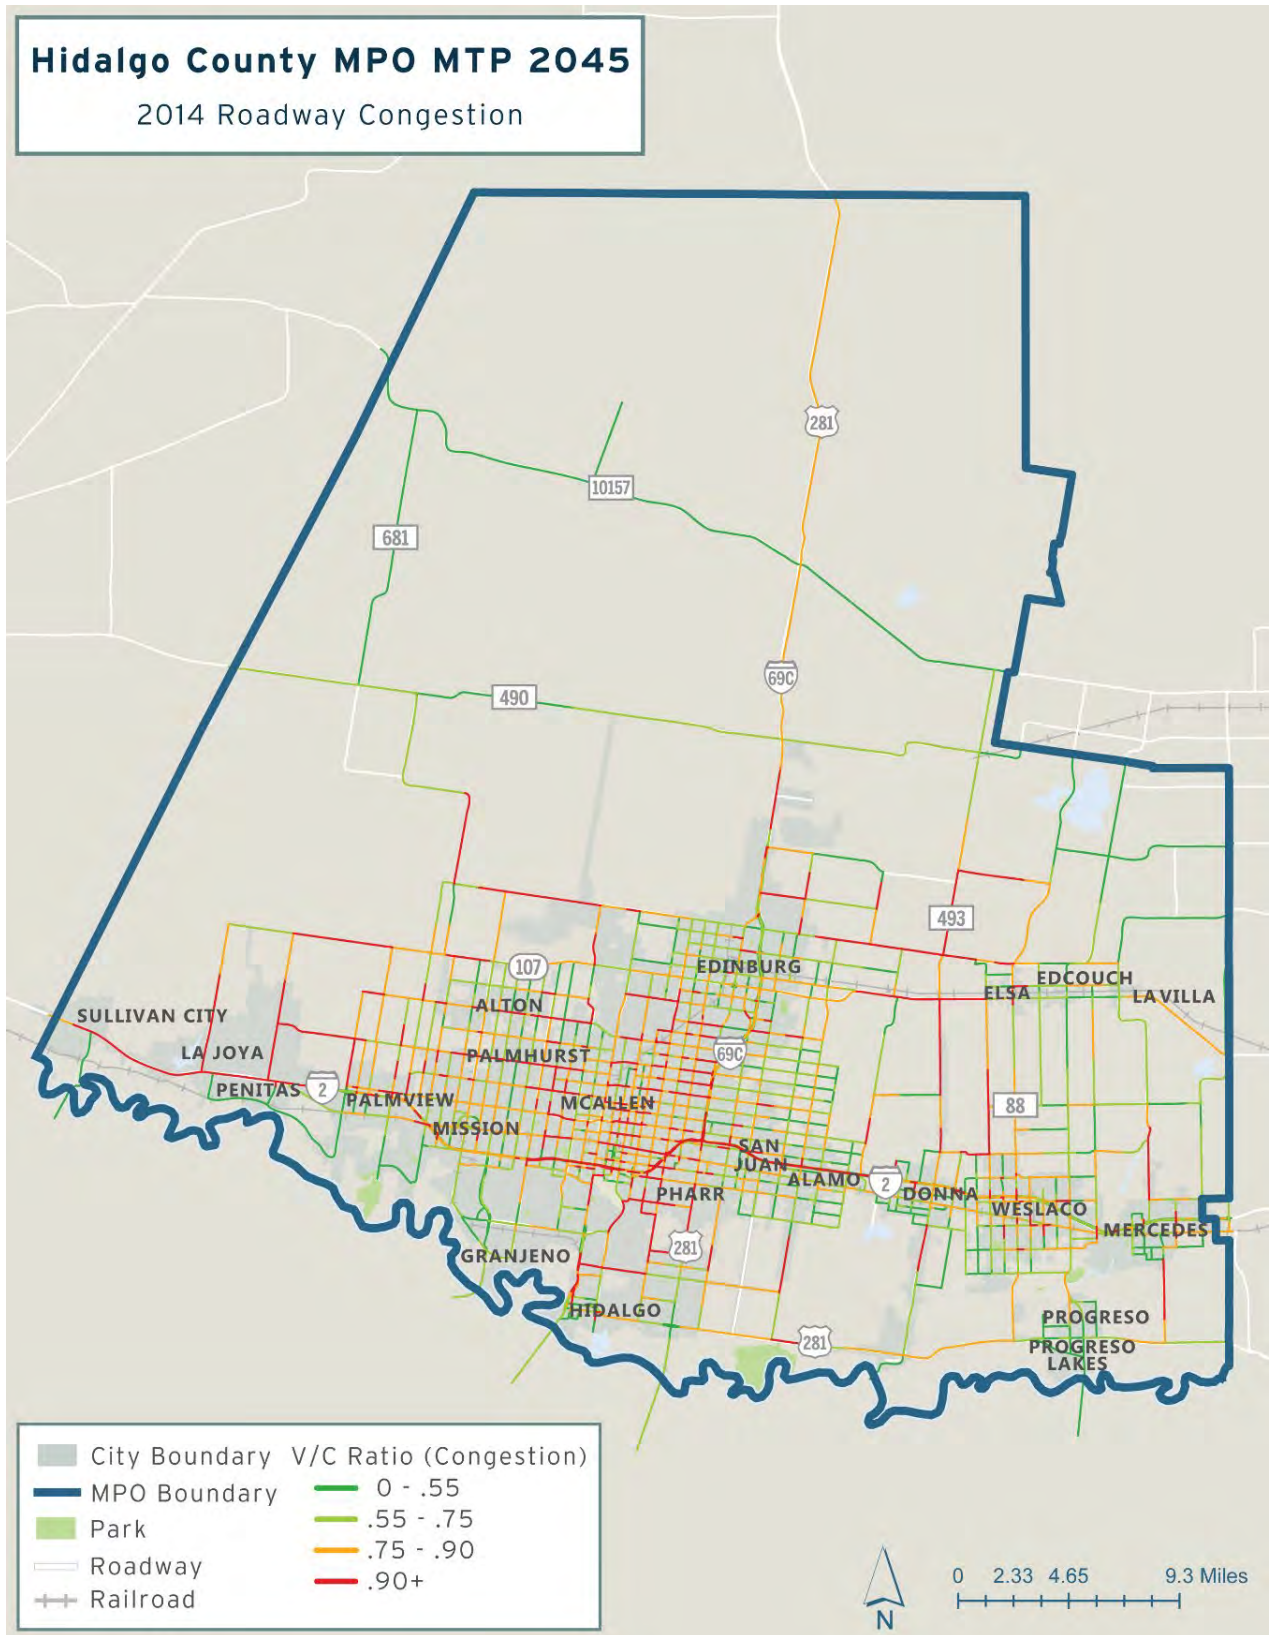 Hidalgo County MPO MTP 2045
2014 Roadway Congestion
281
10157
681
69C
490
493
107
EDINBURG
EDCOUCH
ELSA
LA VILLA
ALTON
SULLIVAN CITY
LA JOYA
PALMHURST
69C
PENITAS
2
PALMVIEW
MCALLEN
88
MISSION
SAN
JUAN
ALAMO
2
DONNA
PHARR
WESLACO
MERCEDES
281
GRANJENO
HIDALGO
PROGRESO
281
PROGRESO
LAKES
City Boundary
MPO Boundary
Park
Roadway
Railroad
V/C Ratio (Congestion)
0 - .55
.55 - .75
.75 - .90
.90+
N
0 2.33 4.65 9.3 Miles